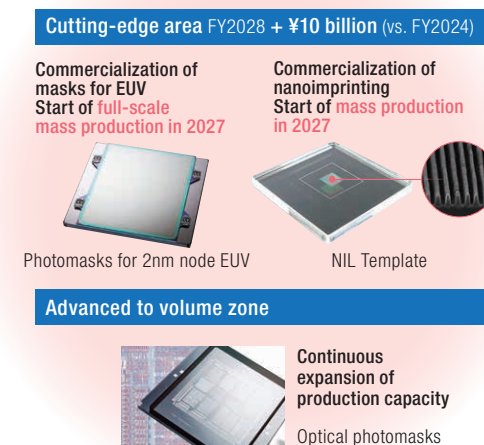 Cutting-edge area FY2028 + ¥10 billion (vs. FY2024)
Commercialization of
masks for EUV
Start of full-scale
mass production in 2027
Commercialization of
nanoimprinting
Start of mass production
in 2027
Photomasks for 2nm node EUV
NIL Template
Advanced to volume zone
Continuous
expansion of
production capacity
Optical photomasks